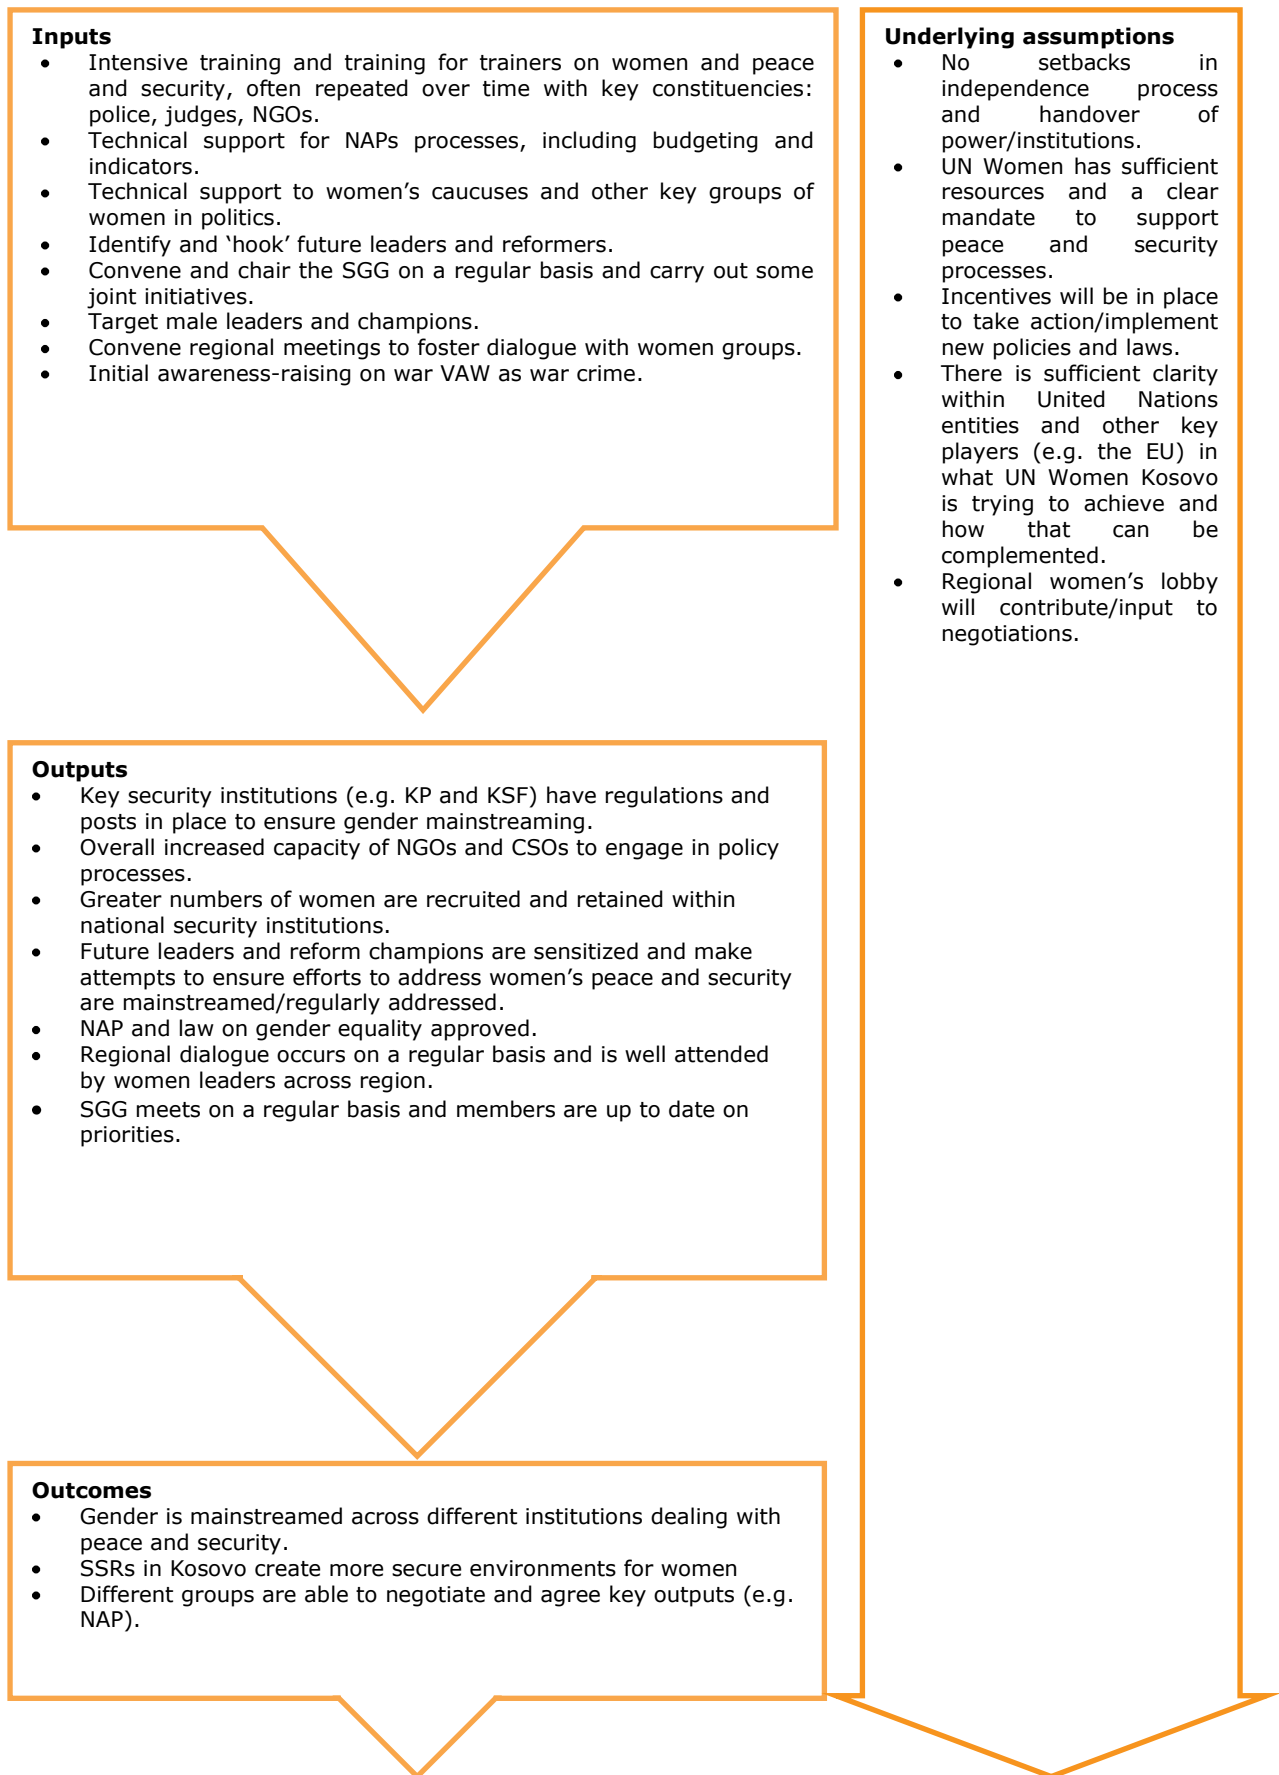 Inputs
• Intensive training and training for trainers on women and peace
and security, often repeated over time with key constituencies:
police, judges, NGOs.
• Technical support for NAPs processes, including budgeting and
indicators.
• Technical support to women’s caucuses and other key groups of
women in politics.
• Identify and ‘hook’ future leaders and reformers.
• Convene and chair the SGG on a regular basis and carry out some
joint initiatives.
• Target male leaders and champions.
• Convene regional meetings to foster dialogue with women groups.
• Initial awareness-raising on war VAW as war crime.
Underlying assumptions
• No setbacks in
independence process
and handover of
power/institutions.
• UN Women has sufficient
resources and a clear
mandate to support
peace and security
processes.
• Incentives will be in place
to take action/implement
new policies and laws.
• There is sufficient clarity
within United Nations
entities and other key
players (e.g. the EU) in
what UN Women Kosovo
is trying to achieve and
how that can be
complemented.
• Regional women’s lobby
will contribute/input to
negotiations.
Outputs
• Key security institutions (e.g. KP and KSF) have regulations and
posts in place to ensure gender mainstreaming.
• Overall increased capacity of NGOs and CSOs to engage in policy
processes.
• Greater numbers of women are recruited and retained within
national security institutions.
• Future leaders and reform champions are sensitized and make
attempts to ensure efforts to address women’s peace and security
are mainstreamed/regularly addressed.
• NAP and law on gender equality approved.
• Regional dialogue occurs on a regular basis and is well attended
by women leaders across region.
• SGG meets on a regular basis and members are up to date on
priorities.
Outcomes
• Gender is mainstreamed across different institutions dealing with
peace and security.
• SSRs in Kosovo create more secure environments for women
• Different groups are able to negotiate and agree key outputs (e.g.
NAP).